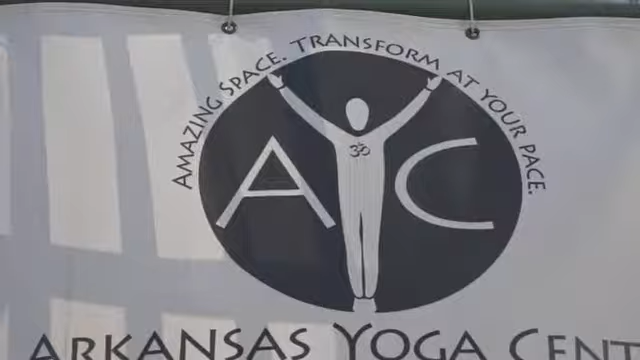 AMAZING SPACE. TRANSFORM AT YOUR PACE.
A C
ॐ
ARKANSAS YOGA CENT